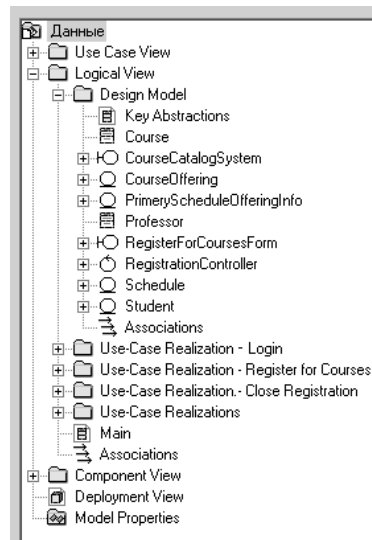 Данные
Use Case View
Logical View
Design Model
Key Abstractions
Course
CourseCatalogSystem
CourseOffering
PrimeryScheduleOfferingInfo
Professor
RegisterForCoursesForm
RegistrationController
Schedule
Student
Associations
Use-Case Realization - Login
Use-Case Realization - Register for Courses
Use-Case Realization.- Close Registration
Use-Case Realizations
Main
Associations
Component View
Deployment View
Model Properties